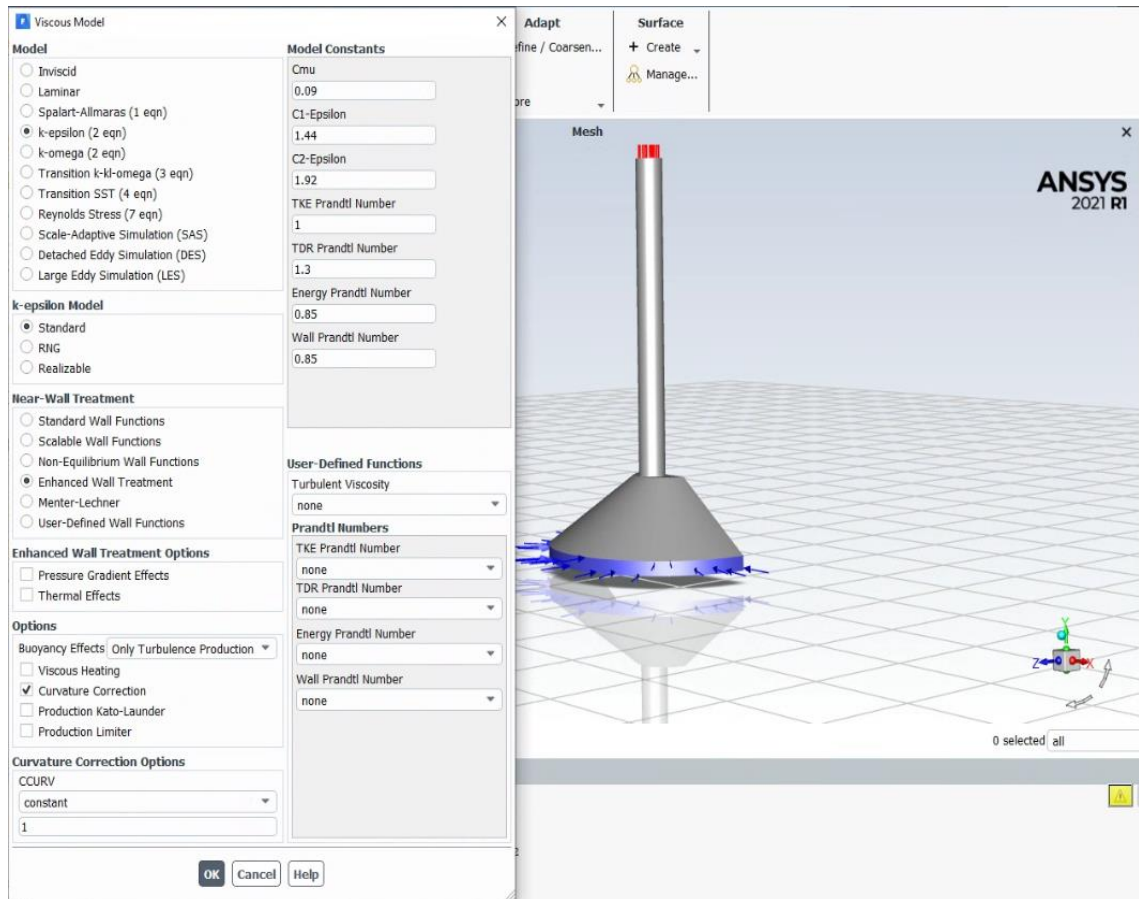 Viscous Model
Model
Inviscid
Laminar
Spalart-Allmaras (1 eqn)
k-epsilon (2 eqn)
k-omega (2 eqn)
Transition k-kl-omega (3 eqn)
Transition SST (4 eqn)
Reynolds Stress (7 eqn)
Scale-Adaptive Simulation (SAS)
Detached Eddy Simulation (DES)
Large Eddy Simulation (LES)
k-epsilon Model
Standard
RNG
Realizable
Near-Wall Treatment
Standard Wall Functions
Scalable Wall Functions
Non-Equilibrium Wall Functions
Enhanced Wall Treatment
Menter-Lechner
User-Defined Wall Functions
Enhanced Wall Treatment Options
Pressure Gradient Effects
Thermal Effects
Options
Buoyancy Effects Only Turbulence Production
Viscous Heating
Curvature Correction
Production Kato-Launder
Production Limiter
Curvature Correction Options
CCURV
constant
1
Model Constants
Cmu
0.09
C1-Epsilon
1.44
C2-Epsilon
1.92
TKE Prandtl Number
1
TDR Prandtl Number
1.3
Energy Prandtl Number
0.85
Wall Prandtl Number
0.85
User-Defined Functions
Turbulent Viscosity
none
Prandtl Numbers
TKE Prandtl Number
none
TDR Prandtl Number
none
Energy Prandtl Number
none
Wall Prandtl Number
none
OK Cancel Help
Adapt
efine / Coarsen...
ore
Surface
+ Create
Manage...
Mesh
ANSYS
2021 R1
Y
Z X
0 selected all